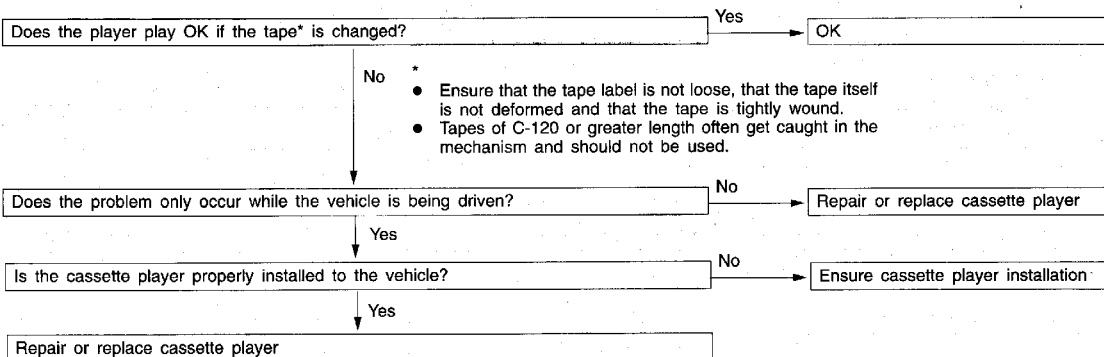 Does the player play OK if the tape* is changed?
Yes
OK
No
*
● Ensure that the tape label is not loose, that the tape itself
is not deformed and that the tape is tightly wound.
● Tapes of C-120 or greater length often get caught in the
mechanism and should not be used.
Does the problem only occur while the vehicle is being driven?
No
Repair or replace cassette player
Yes
Is the cassette player properly installed to the vehicle?
No
Ensure cassette player installation
Yes
Repair or replace cassette player